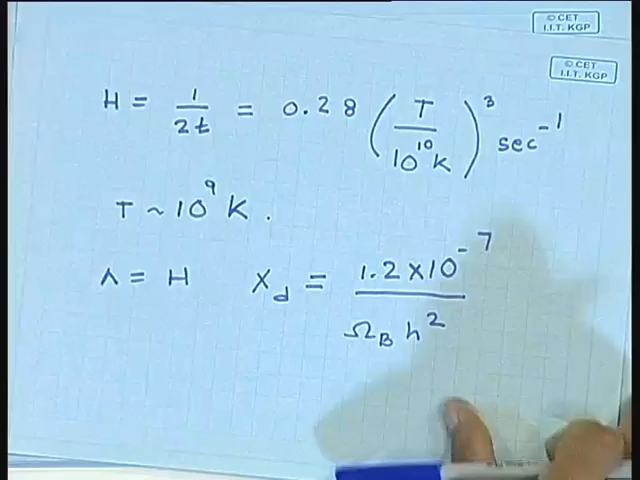 © CET
I.I.T. KGP
© CET
I.I.T. KGP
H = 1/2t = 0.28 (T/10^10 K)^3 sec^-1
T ~ 10^9 K.
Λ = H X_d = 1.2×10^-7 / Ω_B h^2